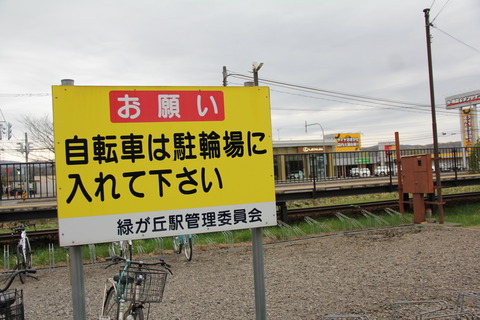 お願い
自転車は駐輪場に
入れて下さい
緑が丘駅管理委員会